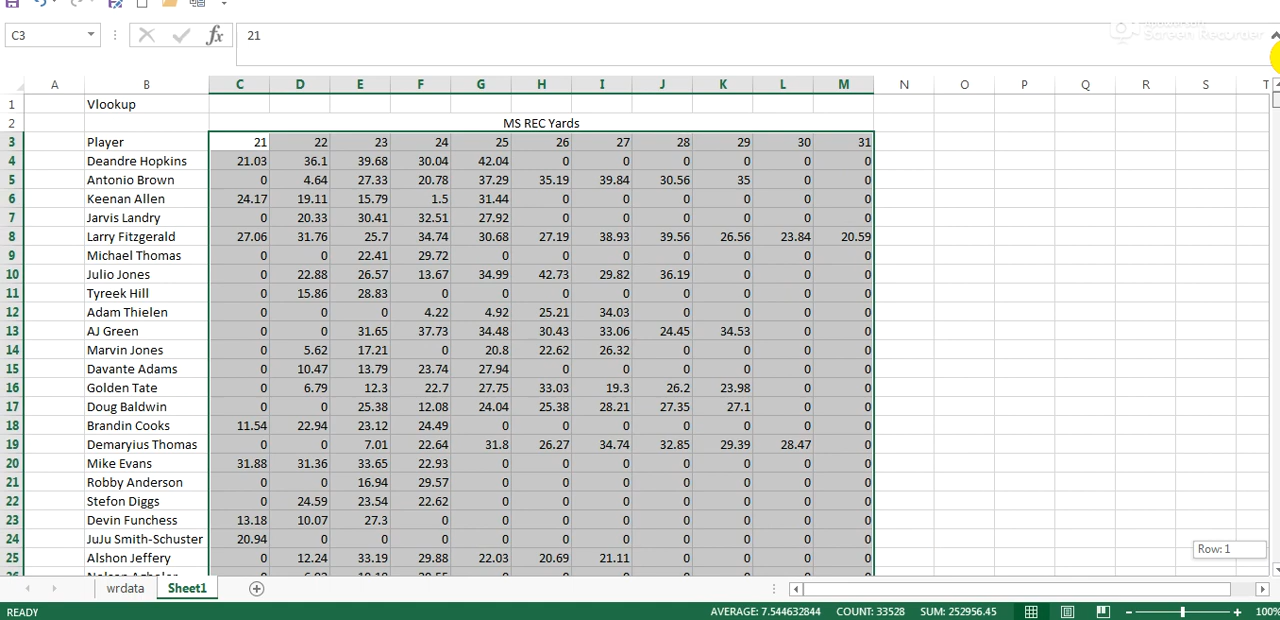 C3 fx 21
Screen Recorder
A B C D E F G H I J K L M N O P Q R S T
1 Vlookup
2 MS REC Yards
3 Player 21 22 23 24 25 26 27 28 29 30 31
4 Deandre Hopkins 21.03 36.1 39.68 30.04 42.04 0 0 0 0 0 0
5 Antonio Brown 0 4.64 27.33 20.78 37.29 35.19 39.84 30.56 35 0 0
6 Keenan Allen 24.17 19.11 15.79 1.5 31.44 0 0 0 0 0 0
7 Jarvis Landry 0 20.33 30.41 32.51 27.92 0 0 0 0 0 0
8 Larry Fitzgerald 27.06 31.76 25.7 34.74 30.68 27.19 38.93 39.56 26.56 23.84 20.59
9 Michael Thomas 0 0 22.41 29.72 0 0 0 0 0 0 0
10 Julio Jones 0 22.88 26.57 13.67 34.99 42.73 29.82 36.19 0 0 0
11 Tyreek Hill 0 15.86 28.83 0 0 0 0 0 0 0 0
12 Adam Thielen 0 0 0 4.22 4.92 25.21 34.03 0 0 0 0
13 AJ Green 0 0 31.65 37.73 34.48 30.43 33.06 24.45 34.53 0 0
14 Marvin Jones 0 5.62 17.21 0 20.8 22.62 26.32 0 0 0 0
15 Davante Adams 0 10.47 13.79 23.74 27.94 0 0 0 0 0 0
16 Golden Tate 0 6.79 12.3 22.7 27.75 33.03 19.3 26.2 23.98 0 0
17 Doug Baldwin 0 0 25.38 12.08 24.04 25.38 28.21 27.35 27.1 0 0
18 Brandin Cooks 11.54 22.94 23.12 24.49 0 0 0 0 0 0 0
19 Demaryius Thomas 0 0 7.01 22.64 31.8 26.27 34.74 32.85 29.39 28.47 0
20 Mike Evans 31.88 31.36 33.65 22.93 0 0 0 0 0 0 0
21 Robby Anderson 0 0 16.94 29.57 0 0 0 0 0 0 0
22 Stefon Diggs 0 24.59 23.54 22.62 0 0 0 0 0 0 0
23 Devin Funchess 13.18 10.07 27.3 0 0 0 0 0 0 0 0
24 JuJu Smith-Schuster 20.94 0 0 0 0 0 0 0 0 0 0
25 Alshon Jeffery 0 12.24 33.19 29.88 22.03 20.69 21.11 0 0 0 0
Row: 1
wrdata Sheet1
READY AVERAGE: 7.544632844 COUNT: 33528 SUM: 252956.45 100%